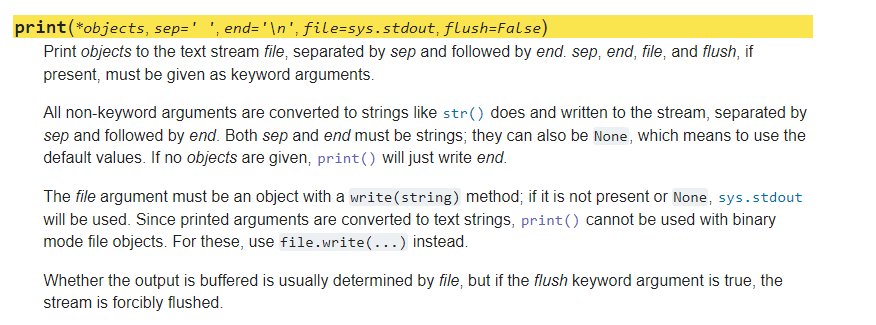 print(*objects, sep=' ', end='\n', file=sys.stdout, flush=False)
Print objects to the text stream file, separated by sep and followed by end. sep, end, file, and flush, if
present, must be given as keyword arguments.
All non-keyword arguments are converted to strings like str() does and written to the stream, separated by
sep and followed by end. Both sep and end must be strings; they can also be None, which means to use the
default values. If no objects are given, print() will just write end.
The file argument must be an object with a write(string) method; if it is not present or None, sys.stdout
will be used. Since printed arguments are converted to text strings, print() cannot be used with binary
mode file objects. For these, use file.write(...) instead.
Whether the output is buffered is usually determined by file, but if the flush keyword argument is true, the
stream is forcibly flushed.